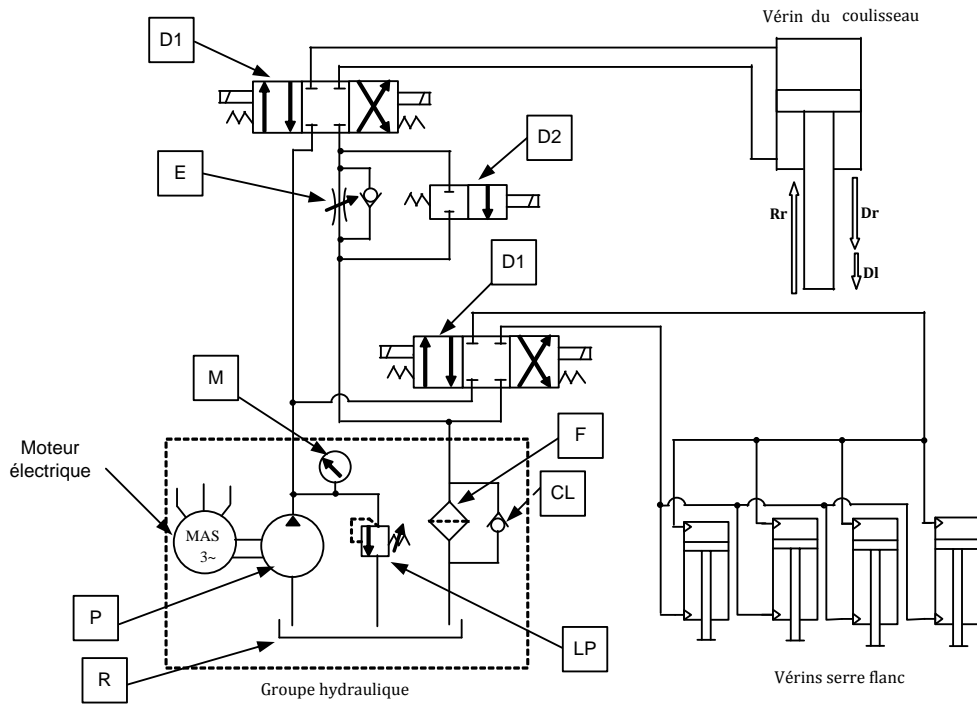 Vérin du coulisseau
D1
D2
E
Rr
Dr
Dl
D1
M
F
Moteur
électrique
CL
MAS
3~
P
LP
R
Groupe hydraulique
Vérins serre flanc